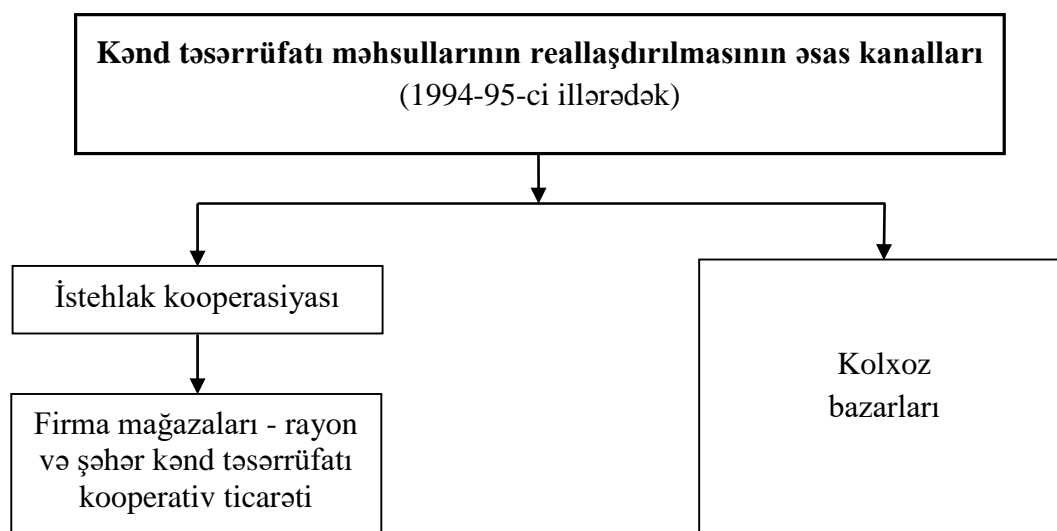 Kənd təsərrüfatı məhsullarının reallaşdırılmasının əsas kanalları
(1994-95-ci illərədək)
İstehlak kooperasiyası
Firma mağazaları - rayon
və şəhər kənd təsərrüfatı
kooperativ ticarəti
Kolxoz
bazarları